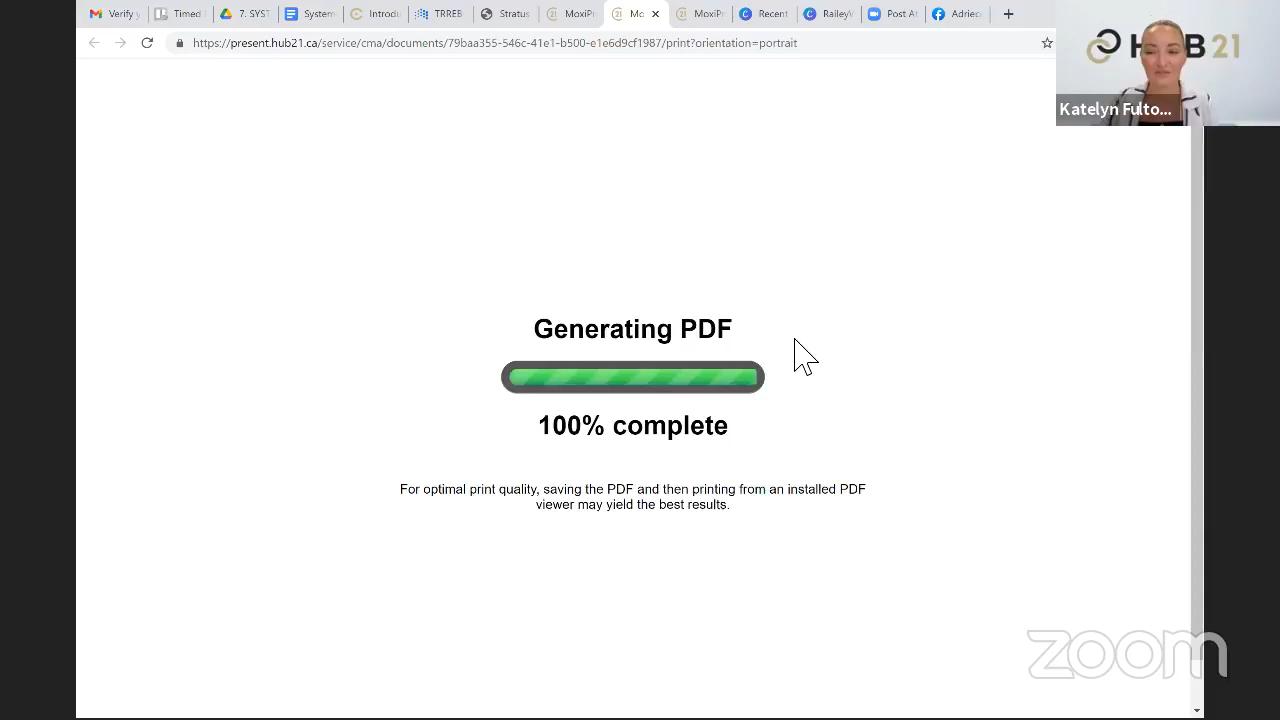 Verify
Timed
7. SYST
System
Introdu
TRREB
Stratus
MoxiPr
Mo
MoxiPr
Recent
RaileyV
Post At
Adriec
https://present.hub21.ca/service/cma/documents/75baa355-546c-41e1-b500-e1e6d9cf1987/print?orientation=portrait
HUB 21
Katelyn Fulto...
Generating PDF
100% complete
For optimal print quality, saving the PDF and then printing from an installed PDF
viewer may yield the best results.
zoom